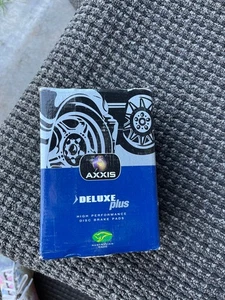 AXXIS
DELUXE
plus
HIGH PERFORMANCE
DISC BRAKE PADS